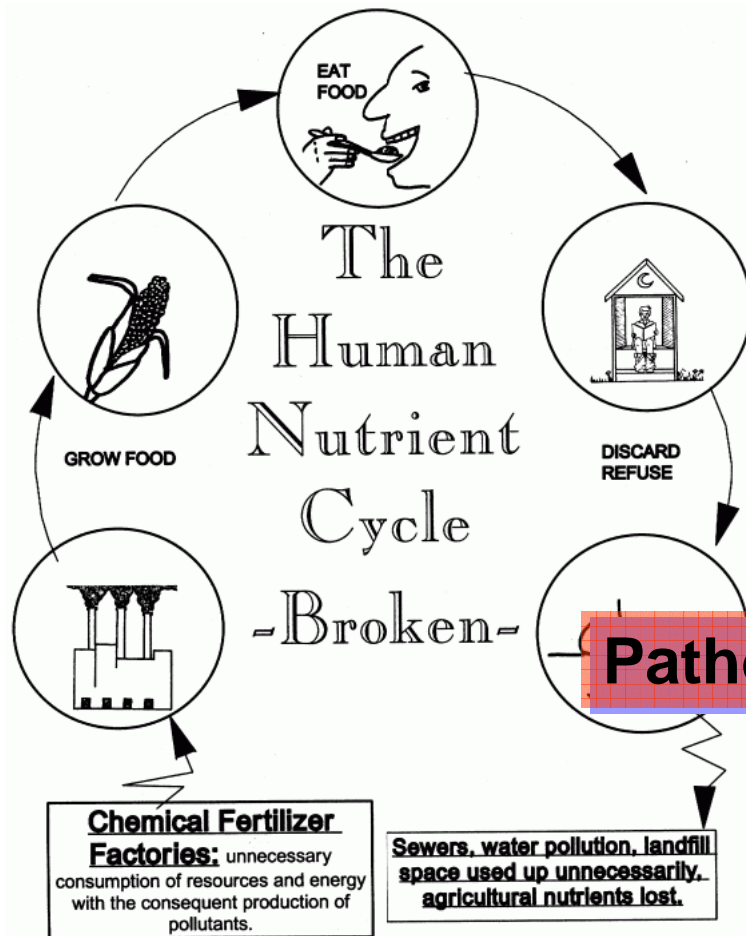 EAT
FOOD
The
Human
Nutrient
Cycle
-Broken-
GROW FOOD
DISCARD
REFUSE
Chemical Fertilizer
Factories: unnecessary
consumption of resources and energy
with the consequent production of
pollutants.
Sewers, water pollution, landfill
space used up unnecessarily,
agricultural nutrients lost.